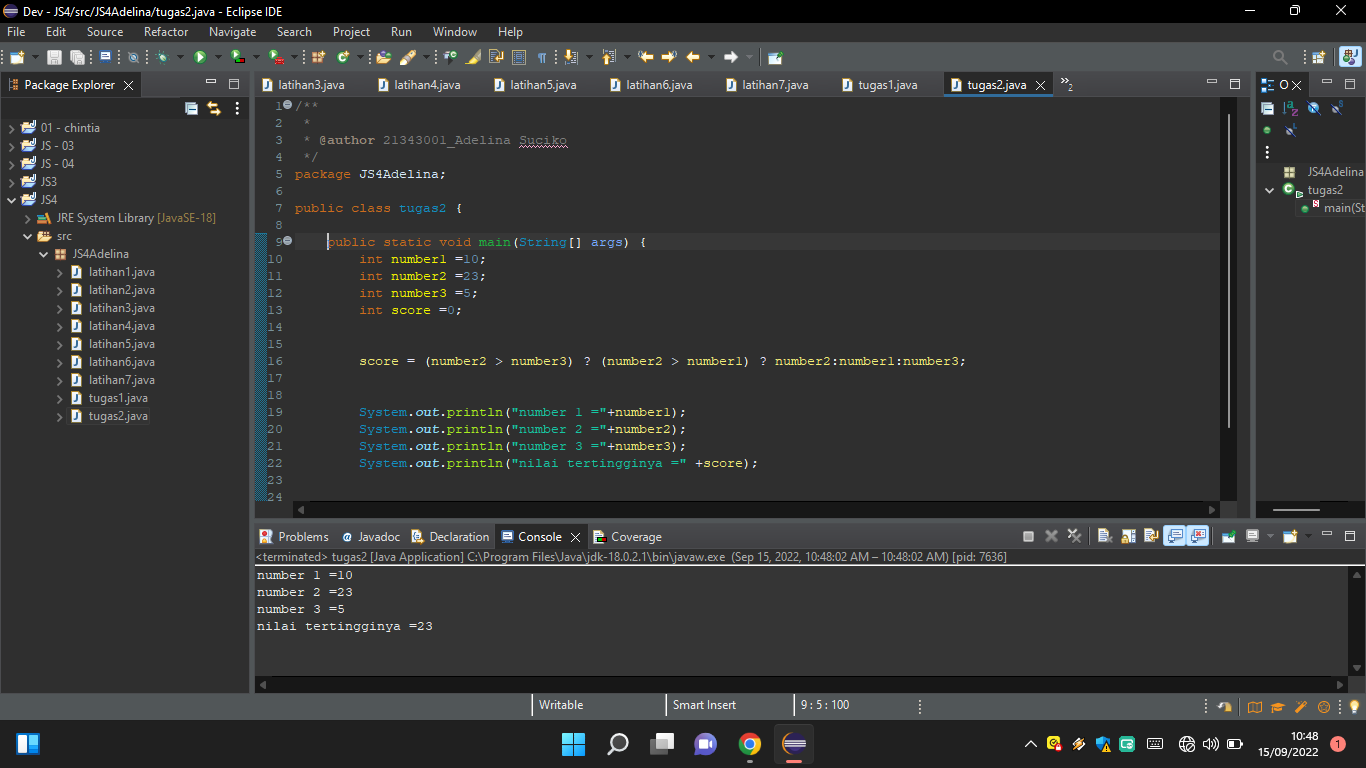 Dev - JS4/src/JS4Adelina/tugas2.java - Eclipse IDE
File Edit Source Refactor Navigate Search Project Run Window Help
Package Explorer
01 - chintia
JS - 03
JS - 04
JS3
JS4
JRE System Library [JavaSE-18]
src
JS4Adelina
latihan1.java
latihan2.java
latihan3.java
latihan4.java
latihan5.java
latihan6.java
latihan7.java
tugas1.java
tugas2.java
latihan3.java latihan4.java latihan5.java latihan6.java latihan7.java tugas1.java tugas2.java »2
1 /**
2 *
3 * @author 21343001_Adelina Suciko
4 */
5 package JS4Adelina;
6
7 public class tugas2 {
8
9 public static void main(String[] args) {
10 int number1 =10;
11 int number2 =23;
12 int number3 =5;
13 int score =0;
14
15
16 score = (number2 > number3) ? (number2 > number1) ? number2:number1:number3;
17
18
19 System.out.println("number 1 ="+number1);
20 System.out.println("number 2 ="+number2);
21 System.out.println("number 3 ="+number3);
22 System.out.println("nilai tertingginya =" +score);
23
24
O
JS4Adelina
tugas2
main(St
Problems @ Javadoc Declaration Console Coverage
<terminated> tugas2 [Java Application] C:\Program Files\Java\jdk-18.0.2.1\bin\javaw.exe (Sep 15, 2022, 10:48:02 AM – 10:48:02 AM) [pid: 7636]
number 1 =10
number 2 =23
number 3 =5
nilai tertingginya =23
Writable Smart Insert 9 : 5 : 100
10:48
15/09/2022
1